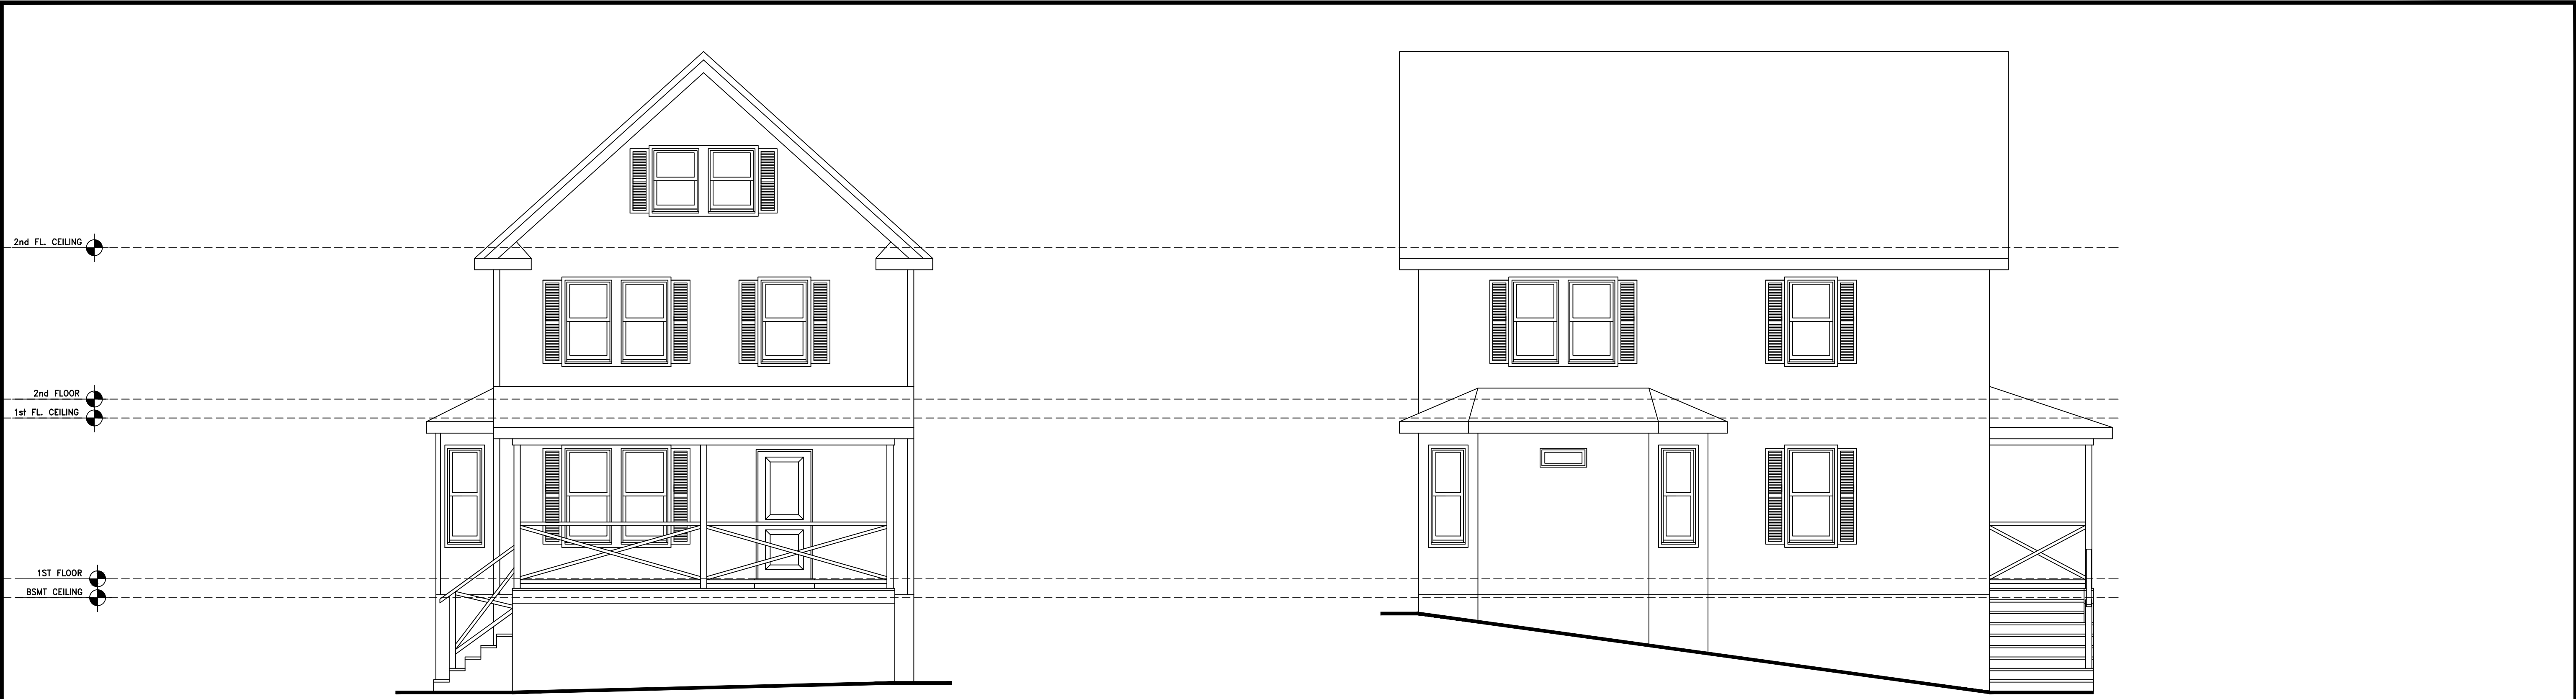 2nd FL. CEILING
2nd FLOOR
1st FL. CEILING
1ST FLOOR
BSMT CEILING